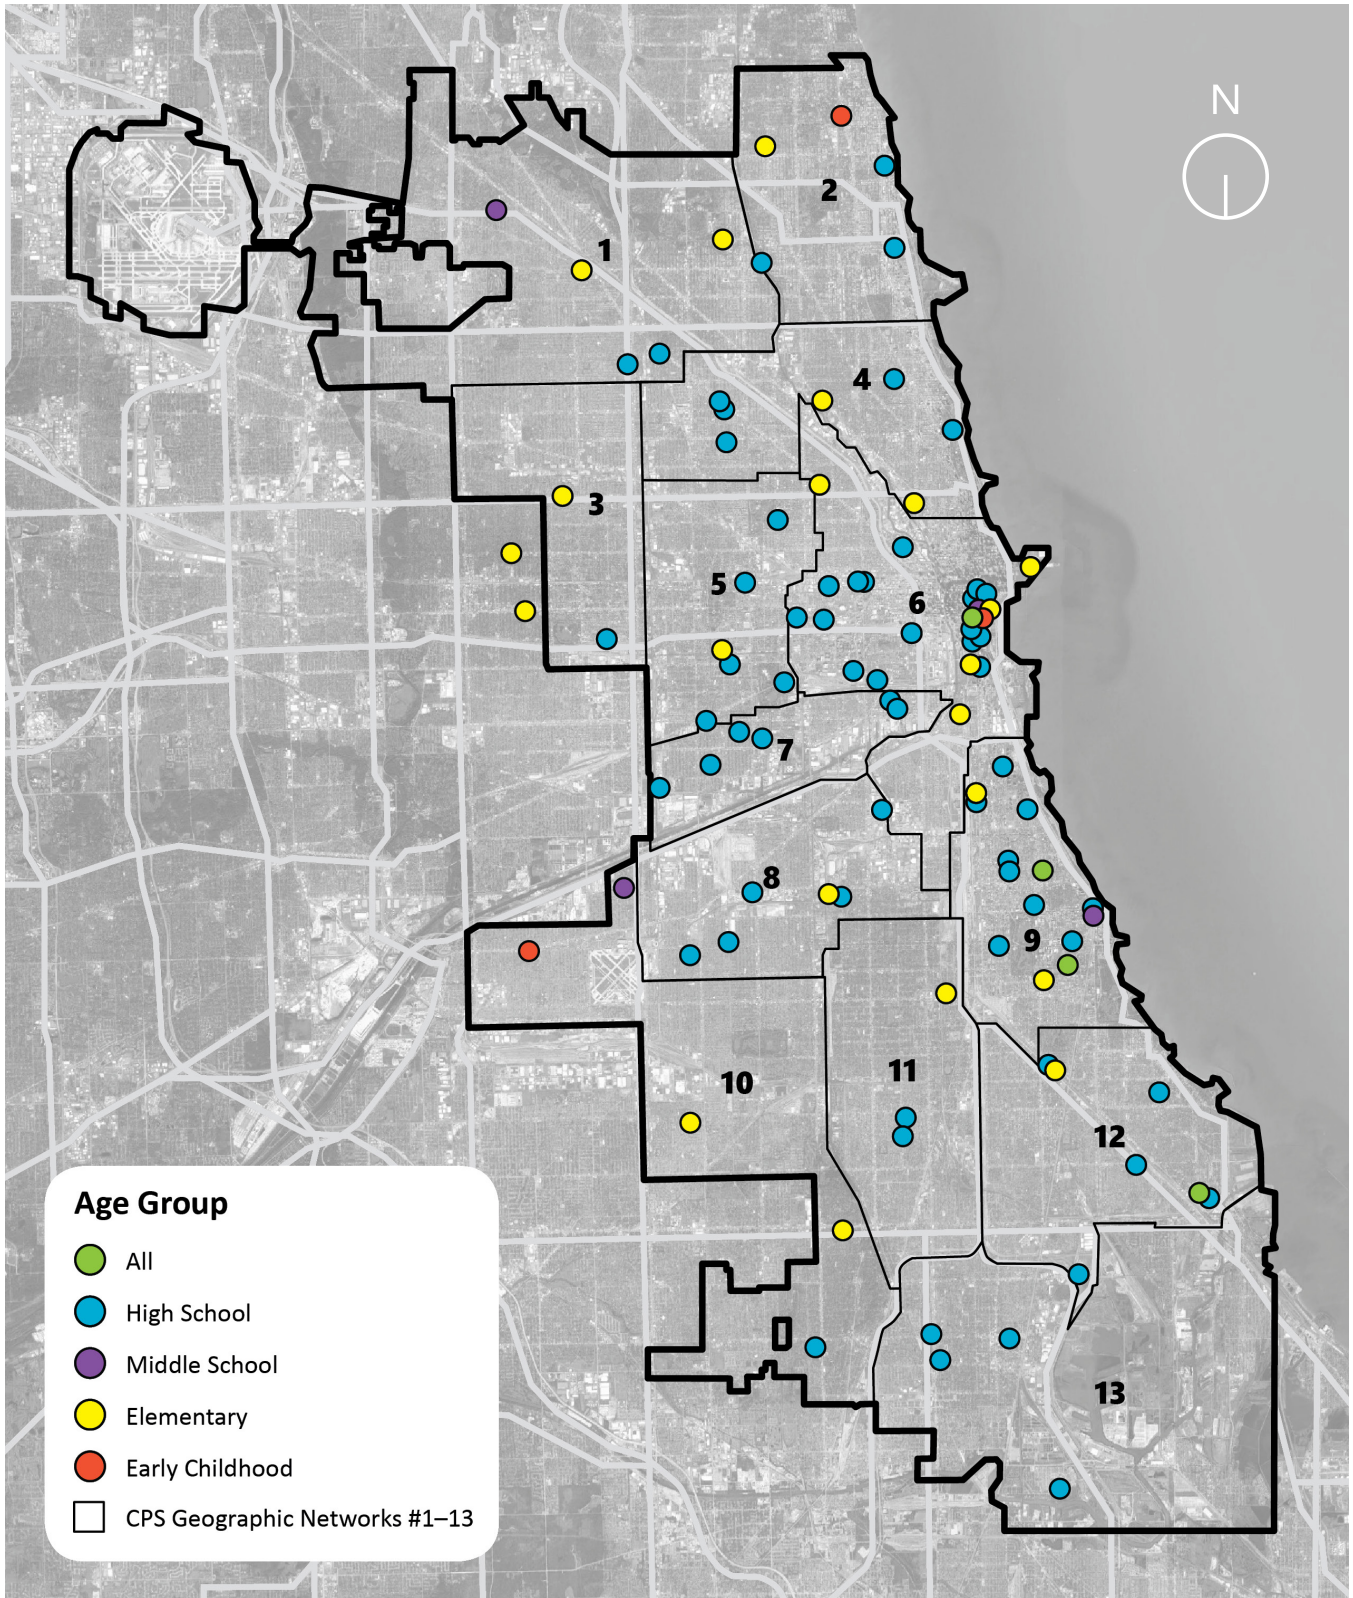 N
2
1
4
3
5
6
7
8
9
10
11
12
13
Age Group
All
High School
Middle School
Elementary
Early Childhood
CPS Geographic Networks #1–13